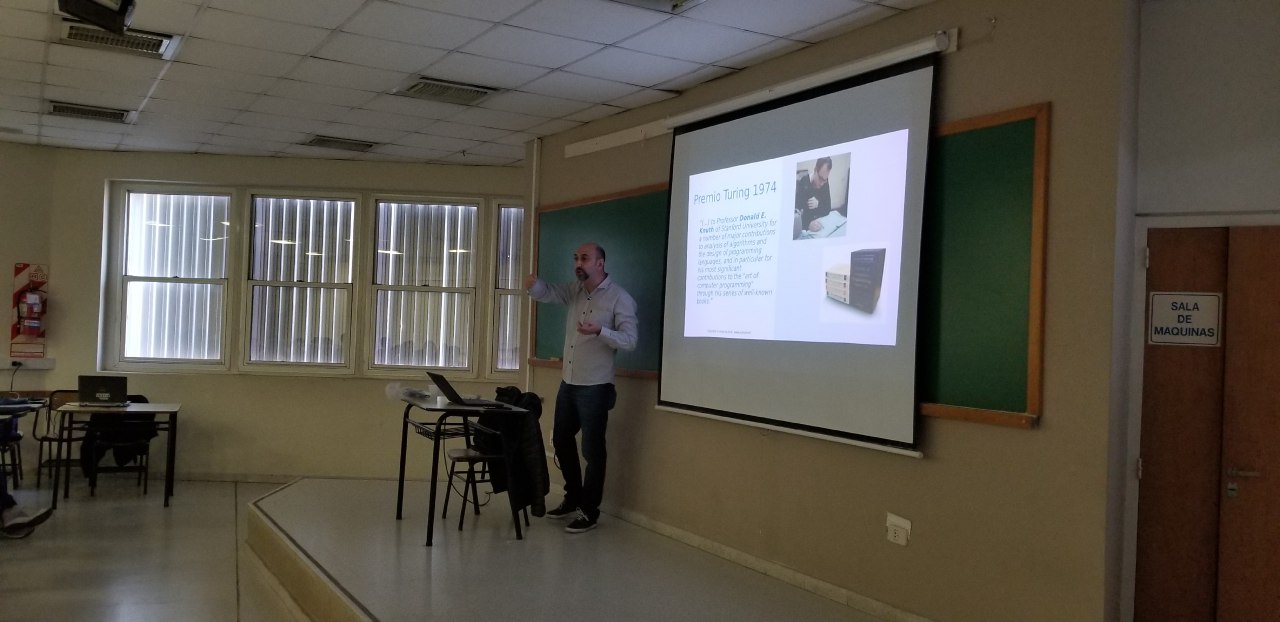 Premio Turing 1974
"(...) to Professor Donald E.
Knuth of Stanford University for
a number of major contributions
to analysis of algorithms and
the design of programming
languages, and in particular for
his most significant
contributions to the "art of
computer programming"
through his series of well-known
books."
SALA
DE
MAQUINAS